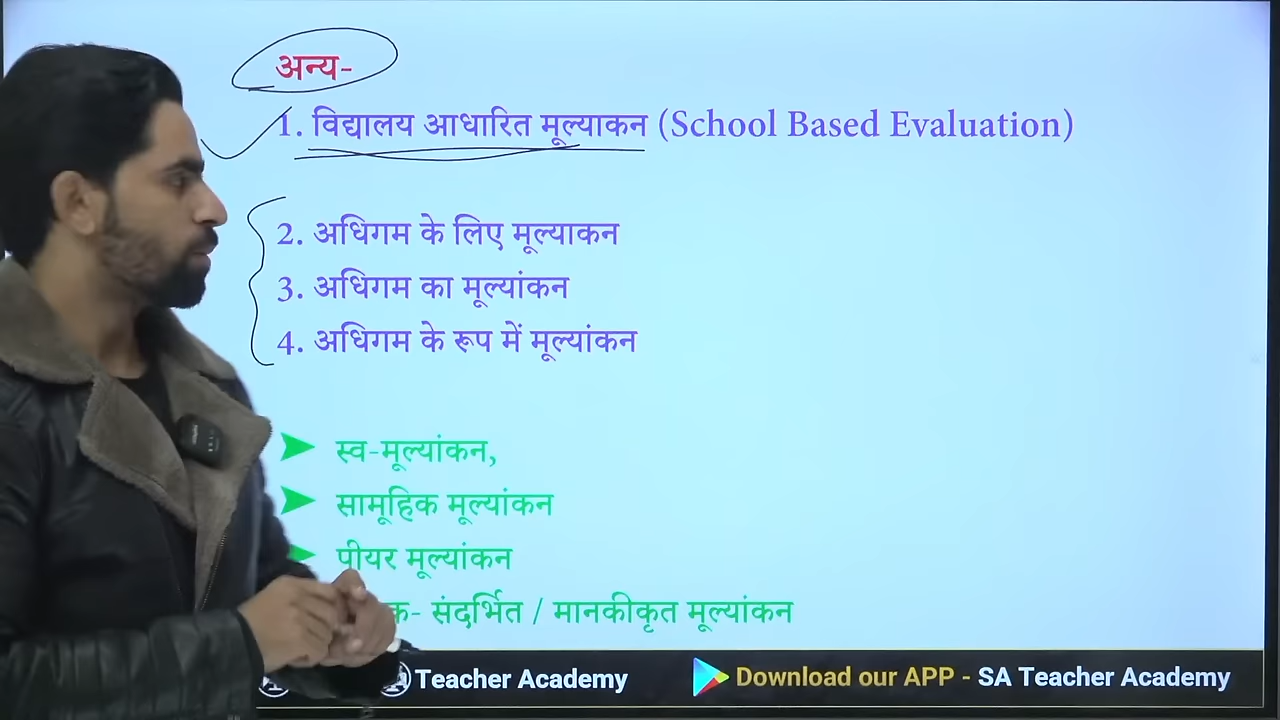 अन्य-
1. विद्यालय आधारित मूल्याकन (School Based Evaluation)
2. अधिगम के लिए मूल्याकन
3. अधिगम का मूल्यांकन
4. अधिगम के रूप में मूल्यांकन
➤ स्व-मूल्यांकन,
➤ सामूहिक मूल्यांकन
➤ पीयर मूल्यांकन
संदर्भित / मानकीकृत मूल्यांकन
Teacher Academy
Download our APP - SA Teacher Academy